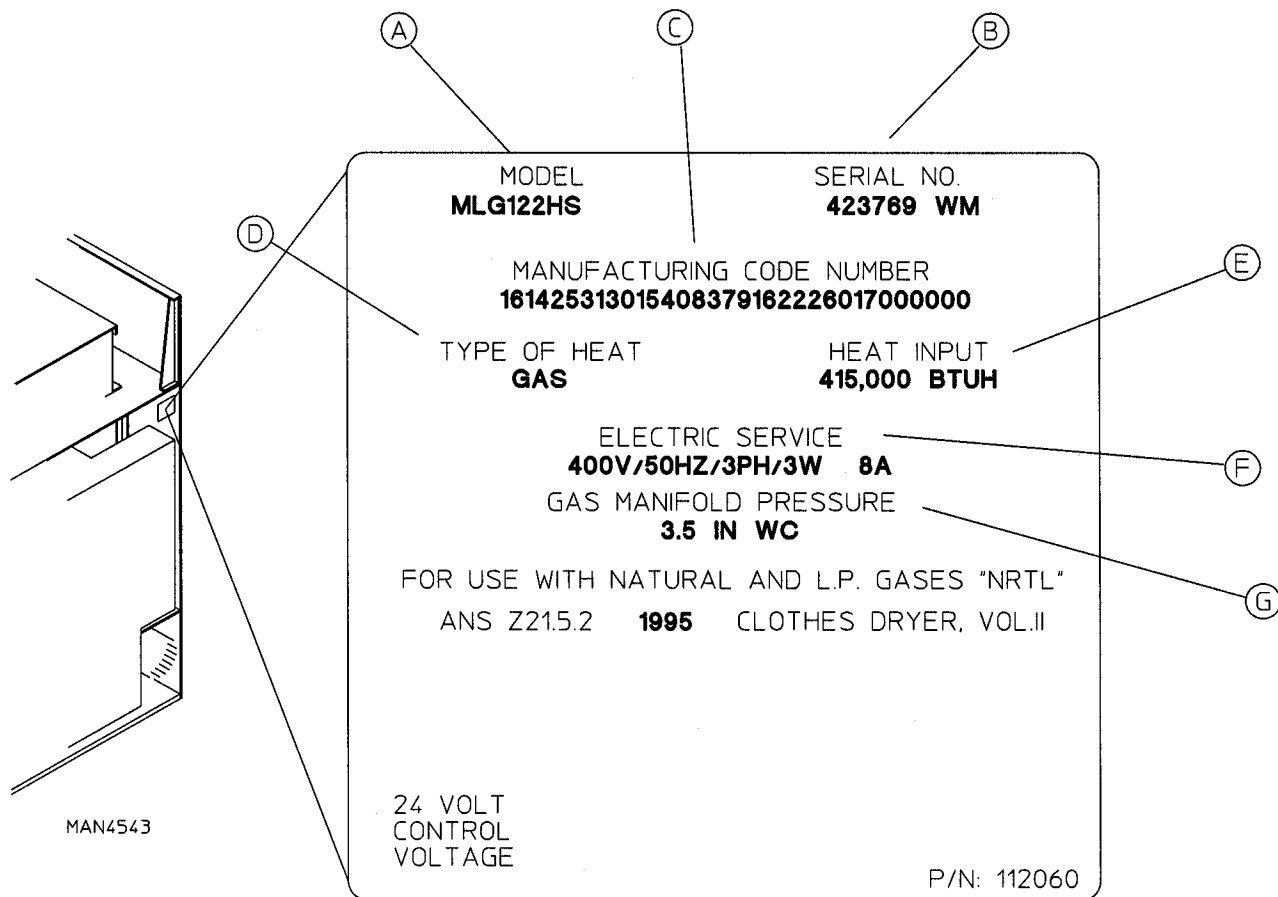 A
C
B
MODEL SERIAL NO.
MLG122HS 423769 WM
D
E
MANUFACTURING CODE NUMBER
161425313015408379162226017000000
TYPE OF HEAT HEAT INPUT
GAS 415,000 BTUH
ELECTRIC SERVICE
400V/50HZ/3PH/3W 8A
F
GAS MANIFOLD PRESSURE
3.5 IN WC
FOR USE WITH NATURAL AND L.P. GASES "NRTL"
G
ANS Z21.5.2 1995 CLOTHES DRYER, VOL.II
24 VOLT
CONTROL
VOLTAGE
P/N: 112060
MAN4543